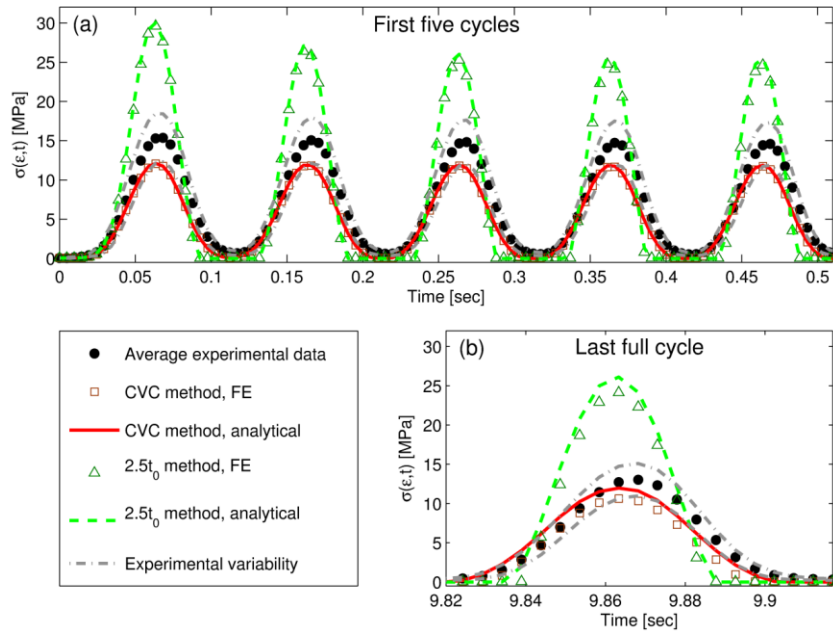 (a) First five cycles
σ(ε,t) [MPa]
30
25
20
15
10
5
0
0 0.05 0.1 0.15 0.2 0.25 0.3 0.35 0.4 0.45 0.5
Time [sec]
Average experimental data
CVC method, FE
CVC method, analytical
2.5t₀ method, FE
2.5t₀ method, analytical
Experimental variability
(b) Last full cycle
σ(ε,t) [MPa]
30
25
20
15
10
5
0
9.82 9.84 9.86 9.88 9.9
Time [sec]